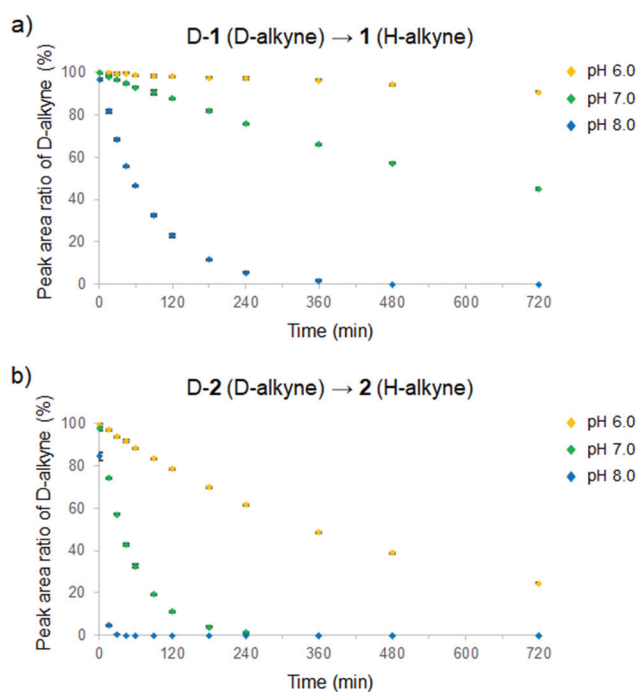 a)
D-1 (D-alkyne) → 1 (H-alkyne)
Peak area ratio of D-alkyne (%)
100
80
60
40
20
0
0 120 240 360 480 600 720
Time (min)
pH 6.0
pH 7.0
pH 8.0
b)
D-2 (D-alkyne) → 2 (H-alkyne)
Peak area ratio of D-alkyne (%)
100
80
60
40
20
0
0 120 240 360 480 600 720
Time (min)
pH 6.0
pH 7.0
pH 8.0